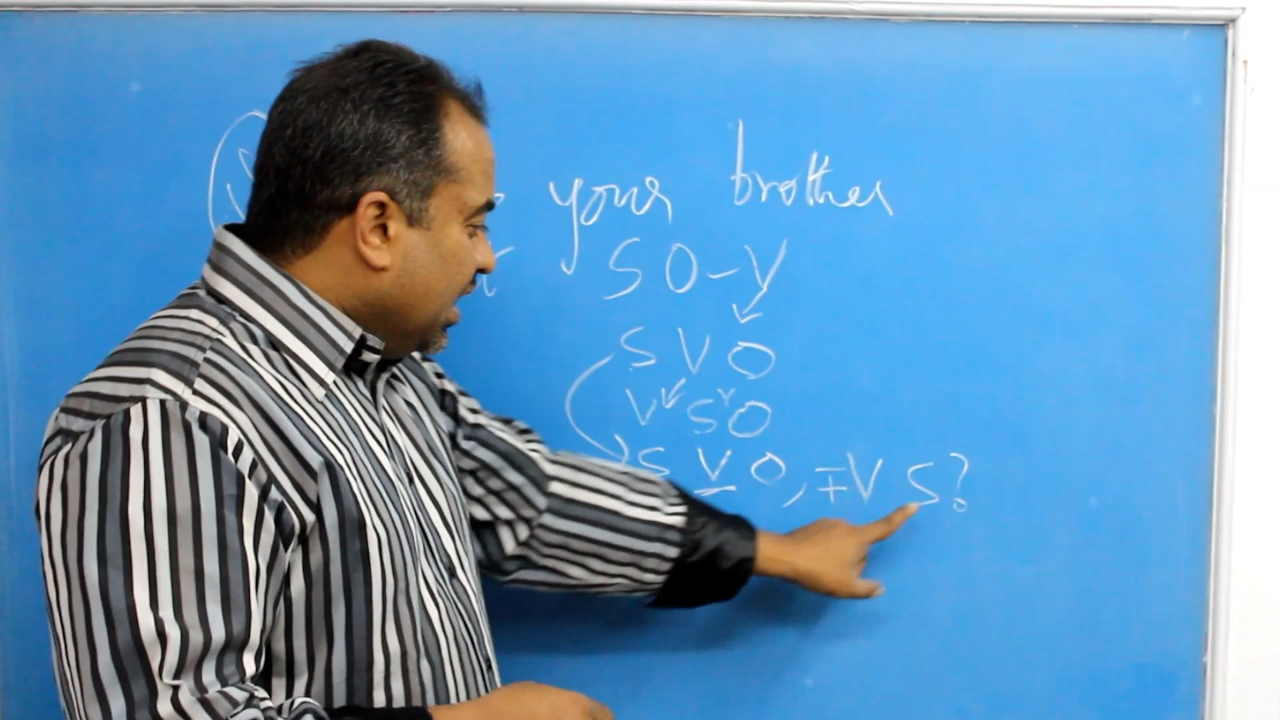 your brother
S O - V
S V O
V S O
S V O, ∓V S?